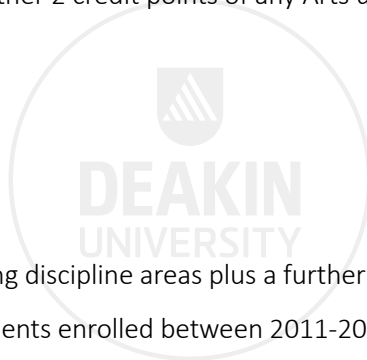 ther 2 credit points of any Arts a
DEAKIN
UNIVERSITY
ng discipline areas plus a further
ents enrolled between 2011-20